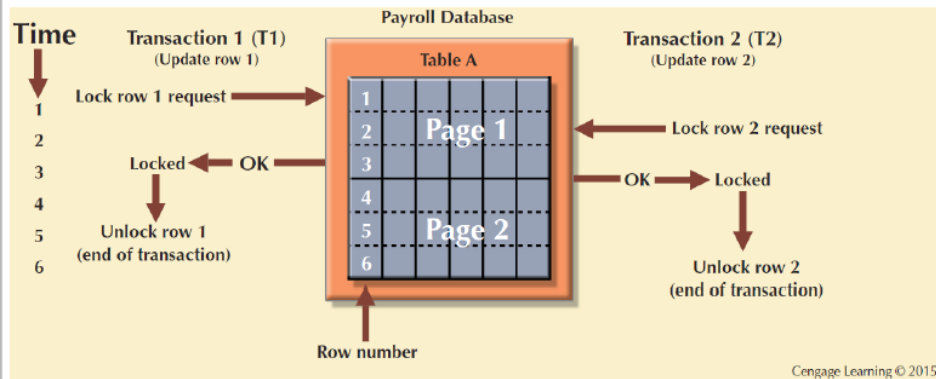 Payroll Database
Time
Transaction 1 (T1)
(Update row 1)
Table A
Transaction 2 (T2)
(Update row 2)
Lock row 1 request
1
2
3
4
5
6
1
2
3
4
5
6
Page 1
Page 2
Lock row 2 request
Locked
OK
OK
Locked
Unlock row 1
(end of transaction)
Unlock row 2
(end of transaction)
Row number
Cengage Learning © 2015